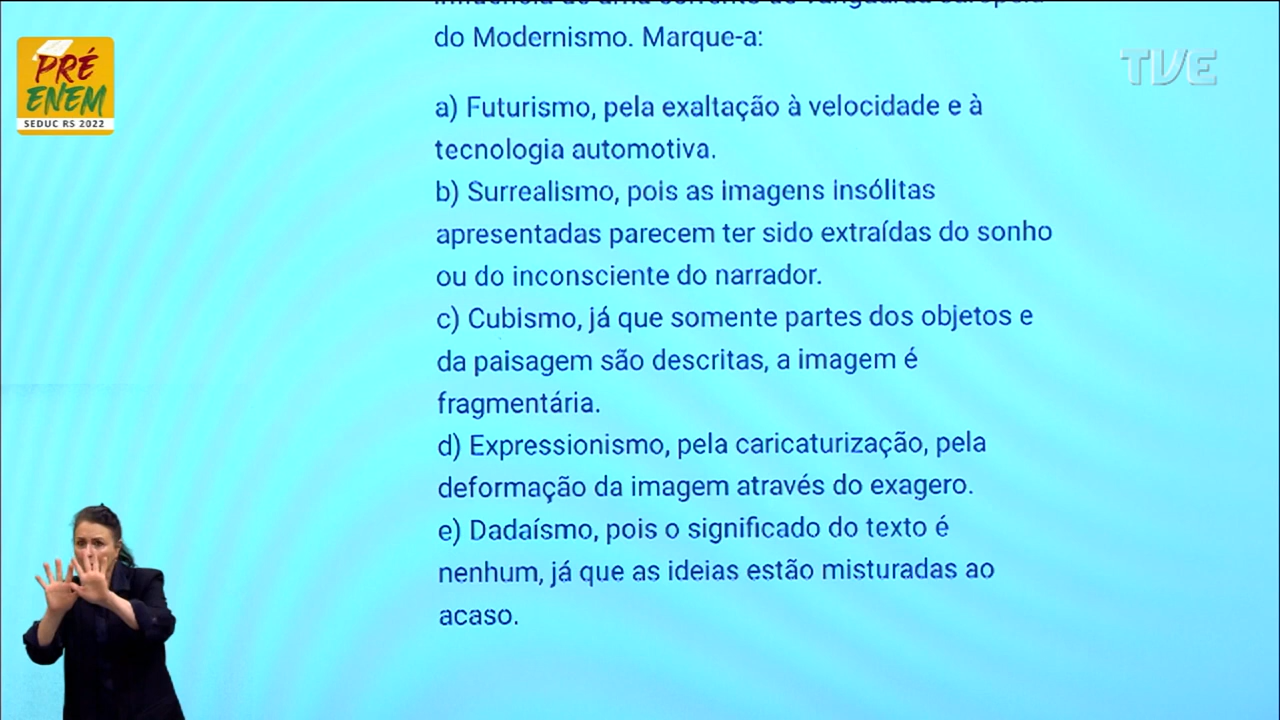 do Modernismo. Marque-a:
a) Futurismo, pela exaltação à velocidade e à
tecnologia automotiva.
b) Surrealismo, pois as imagens insólitas
apresentadas parecem ter sido extraídas do sonho
ou do inconsciente do narrador.
c) Cubismo, já que somente partes dos objetos e
da paisagem são descritas, a imagem é
fragmentária.
d) Expressionismo, pela caricaturização, pela
deformação da imagem através do exagero.
e) Dadaísmo, pois o significado do texto é
nenhum, já que as ideias estão misturadas ao
acaso.
PRÉ
ENEM
SEDUC RS 2022
TVE